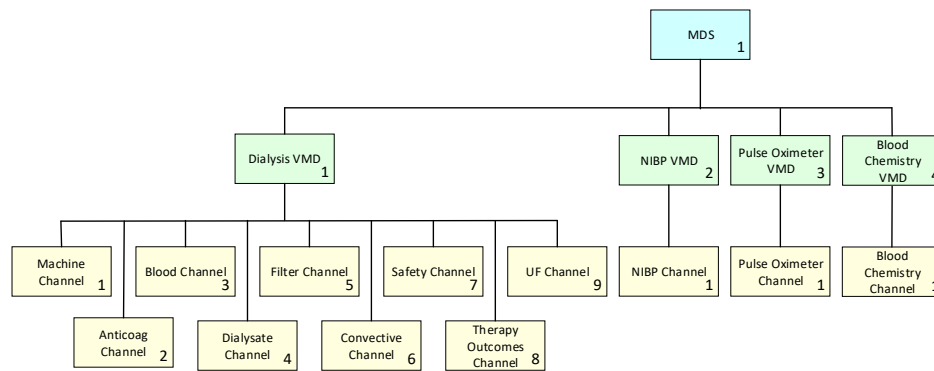 MDS
1
Dialysis VMD
1
NIBP VMD
2
Pulse Oximeter
VMD
3
Blood
Chemistry
VMD
4
Machine
Channel
1
Blood Channel
3
Filter Channel
5
Safety Channel
7
UF Channel
9
NIBP Channel
1
Pulse Oximeter
Channel
1
Blood
Chemistry
Channel
1
Anticoag
Channel
2
Dialysate
Channel
4
Convective
Channel
6
Therapy
Outcomes
Channel
8